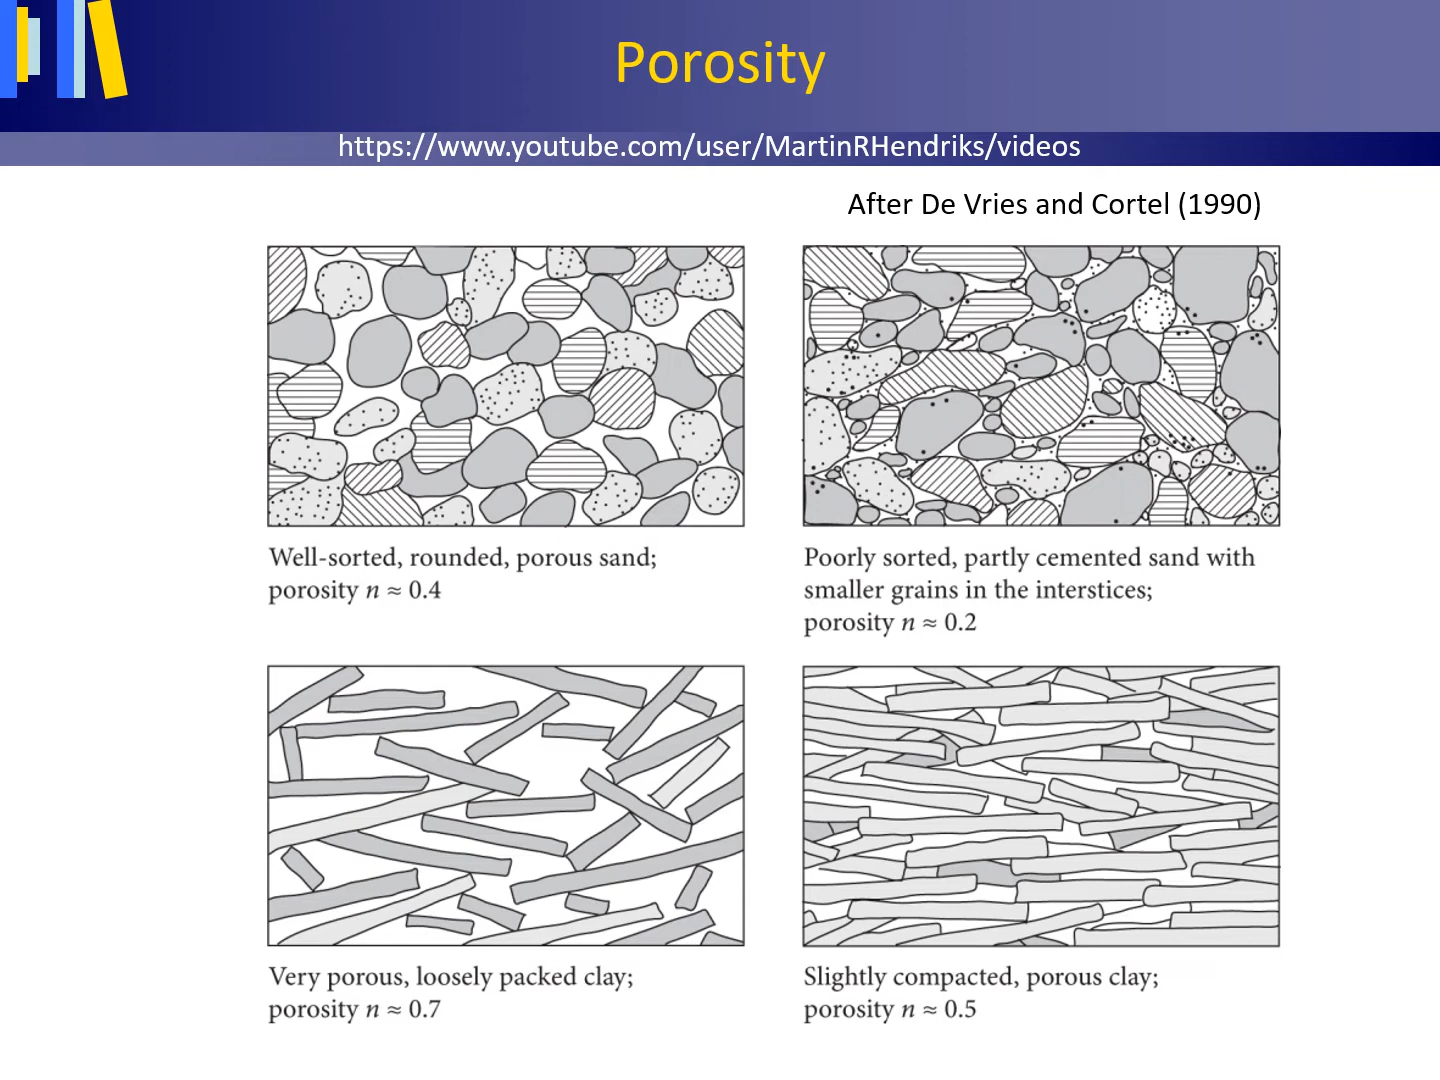 Porosity
https://www.youtube.com/user/MartinRHendriks/videos
After De Vries and Cortel (1990)
Well-sorted, rounded, porous sand;
porosity n ≈ 0.4
Poorly sorted, partly cemented sand with
smaller grains in the interstices;
porosity n ≈ 0.2
Very porous, loosely packed clay;
porosity n ≈ 0.7
Slightly compacted, porous clay;
porosity n ≈ 0.5